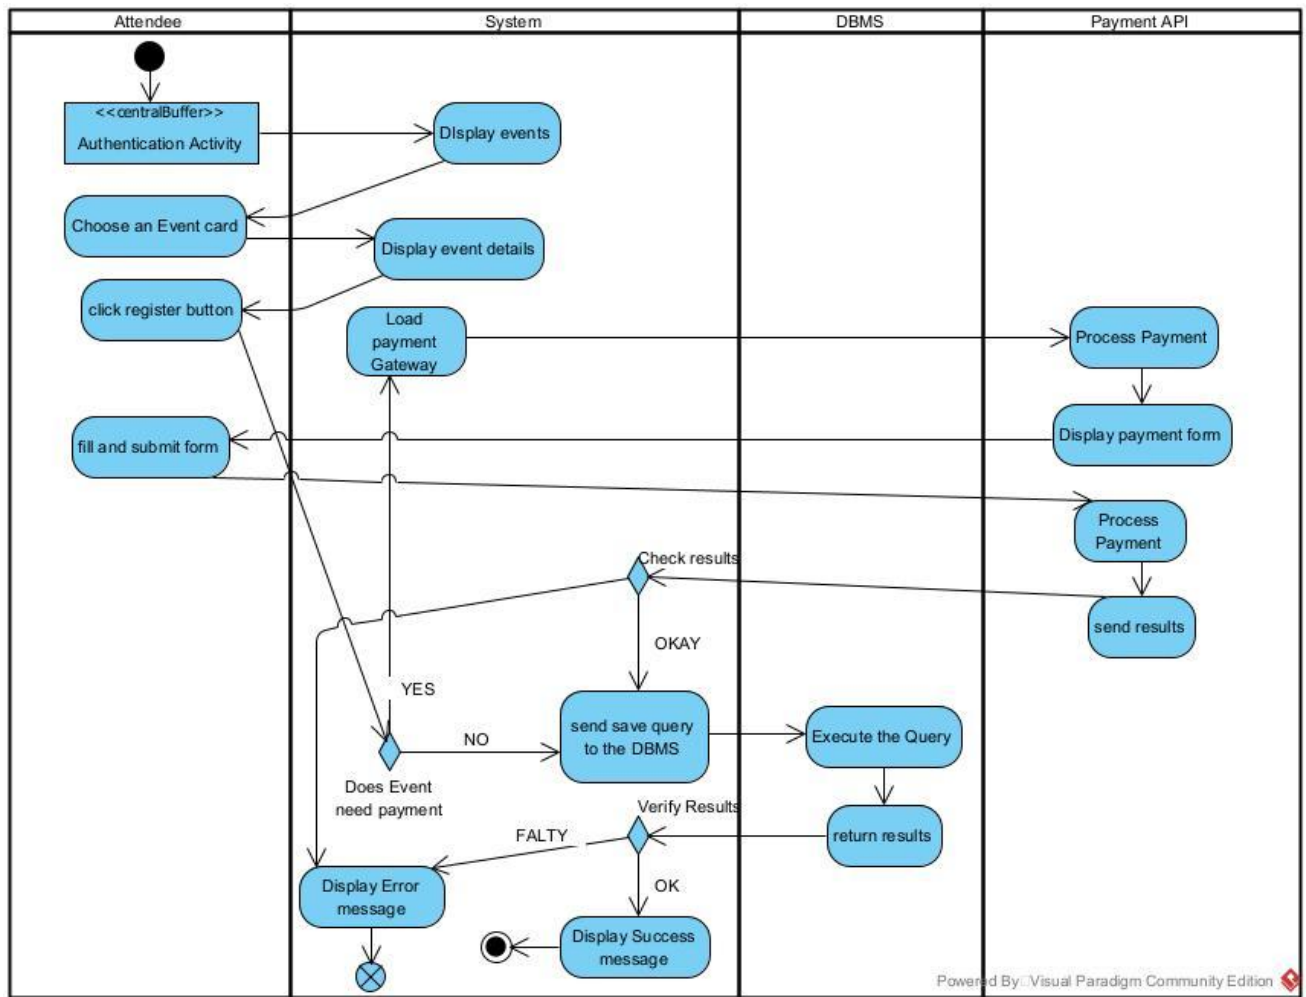 Attendee
System
DBMS
Payment API
<<centralBuffer>>
Authentication Activity
DIsplay events
Choose an Event card
Display event details
click register button
Load
payment
Gateway
Process Payment
Display payment form
fill and submit form
Process
Payment
Check results
send results
OKAY
YES
send save query
to the DBMS
Execute the Query
NO
Does Event
need payment
Verify Results
return results
FALTY
OK
Display Error
message
Display Success
message
Powered By Visual Paradigm Community Edition